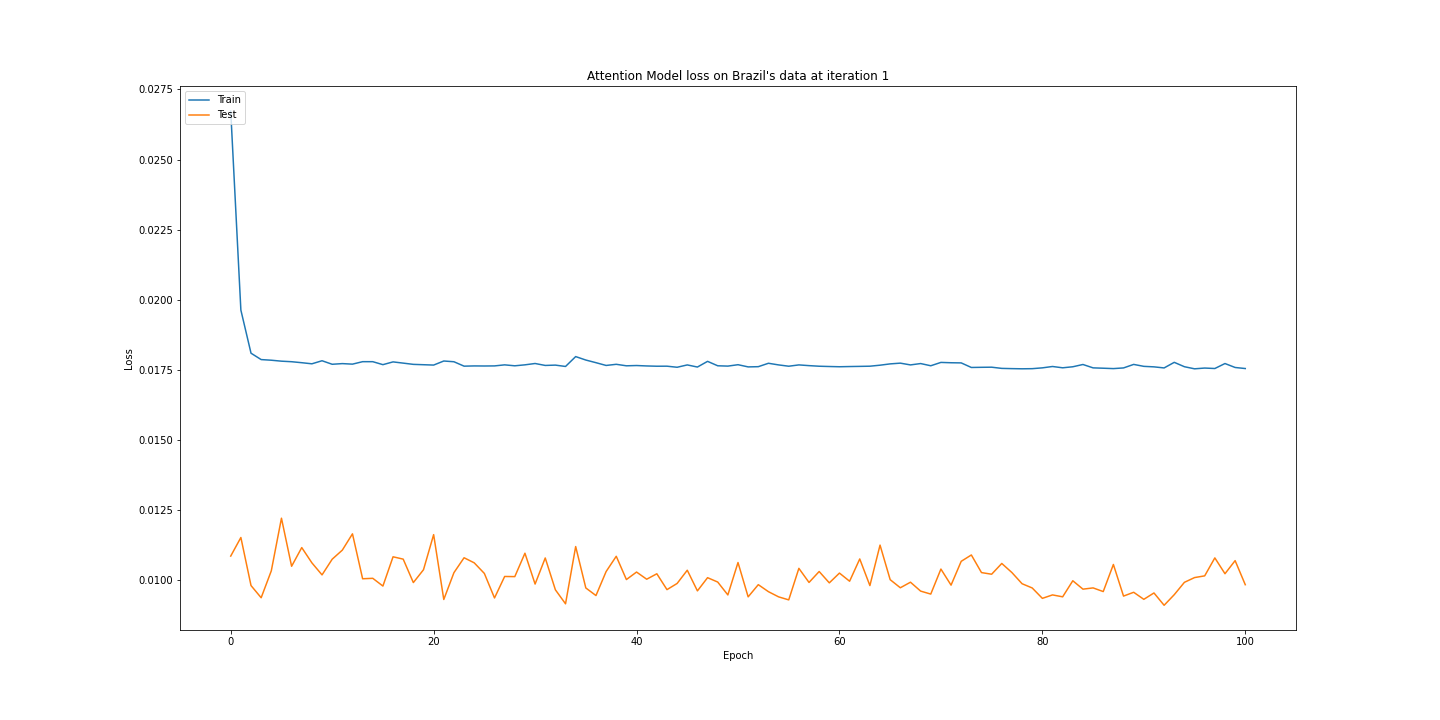 Attention Model loss on Brazil's data at iteration 1
0.0275
0.0250
0.0225
0.0200
0.0175
0.0150
0.0125
0.0100
Loss
Train
Test
0 20 40 60 80 100
Epoch